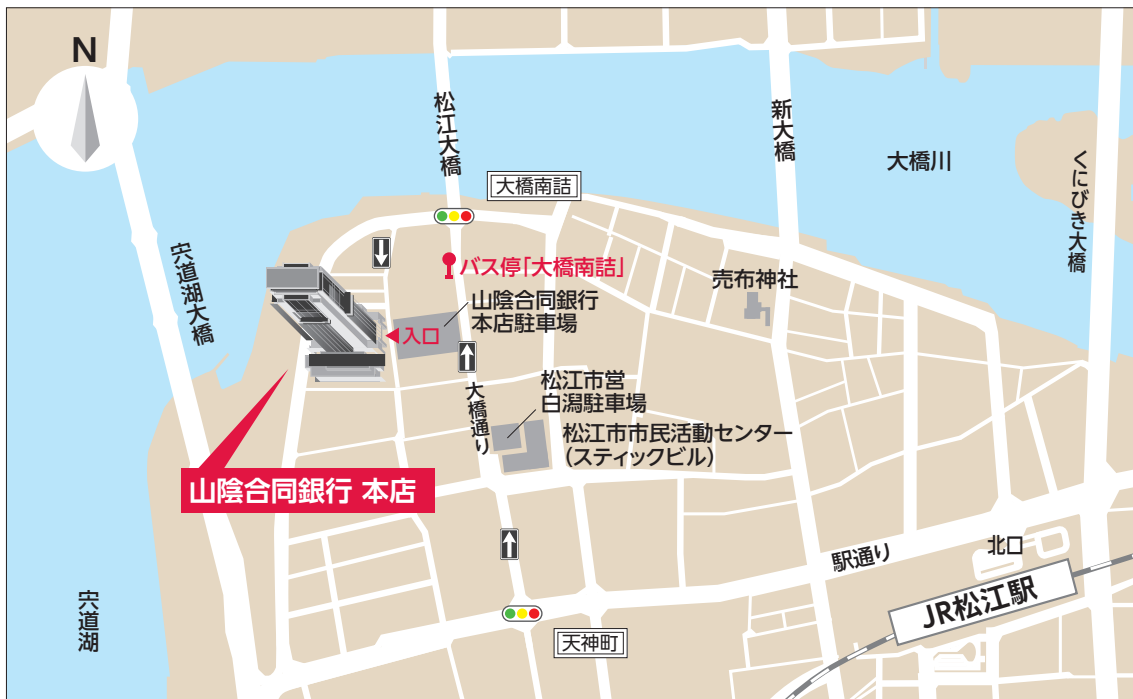 N
松江大橋
新大橋
大橋川
くにびき大橋
大橋南詰
宍道湖大橋
バス停「大橋南詰」
売布神社
山陰合同銀行
本店駐車場
入口
松江市営
白潟駐車場
大橋通り
松江市市民活動センター
(スティックビル)
山陰合同銀行 本店
駅通り
北口
JR松江駅
宍道湖
天神町